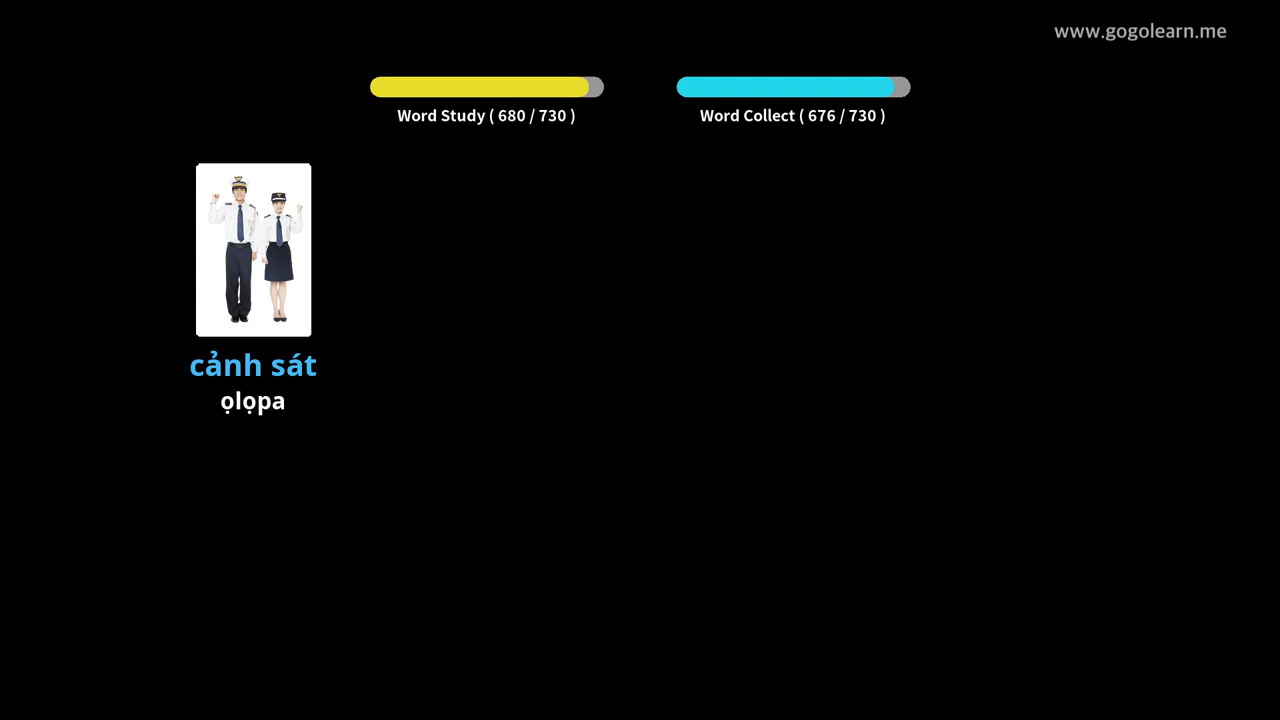 www.gogolearn.me
Word Study ( 680 / 730 )
Word Collect ( 676 / 730 )
cảnh sát
ọlọpa